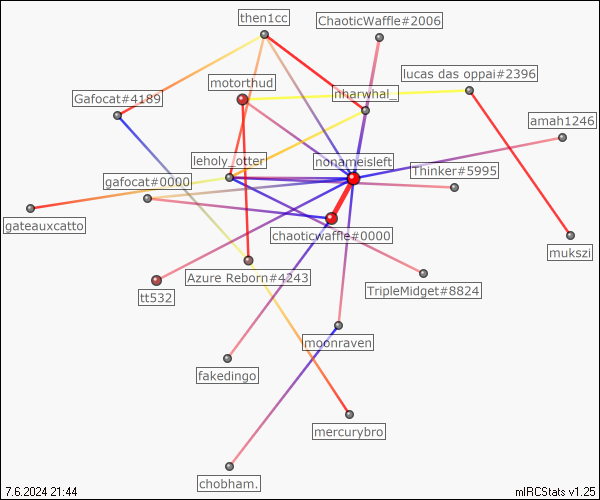 then1cc
ChaoticWaffle#2006
lucas das oppai#2396
motorthud
nharwhal_
Gafocat#4189
amah1246
leholy_otter
nonameisleft
Thinker#5995
gafocat#0000
gateauxcatto
chaoticwaffle#0000
mukszi
Azure Reborn#4243
TripleMidget#8824
tt532
moonraven
fakedingo
mercurybro
chobham.
7.6.2024 21:44
mIRCStats v1.25